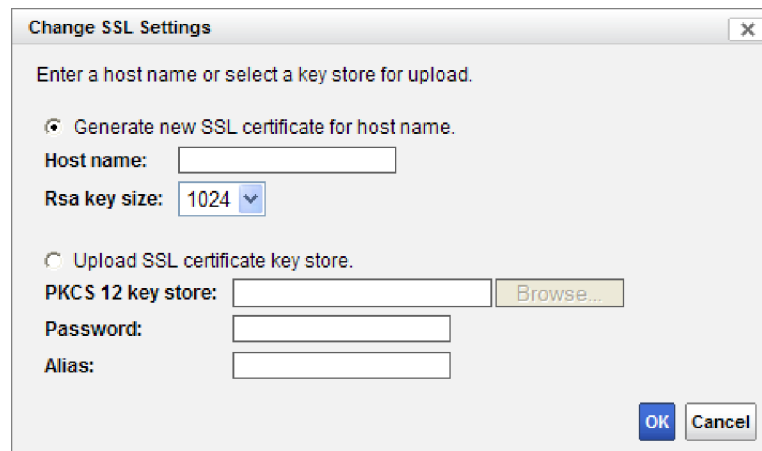 Change SSL Settings
Enter a host name or select a key store for upload.
Generate new SSL certificate for host name.
Host name:
Rsa key size: 1024
Upload SSL certificate key store.
PKCS 12 key store: Browse...
Password:
Alias:
OK Cancel